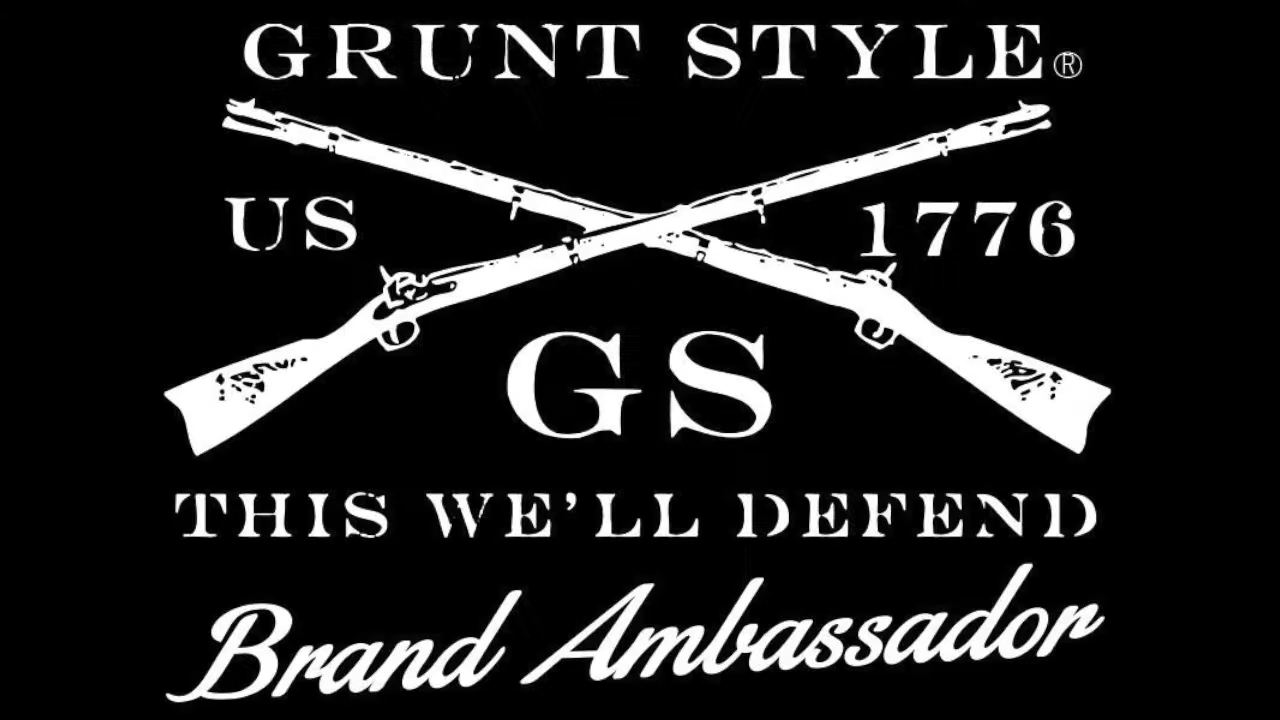 GRUNT STYLE®
US 1776
GS
THIS WE'LL DEFEND
Brand Ambassador